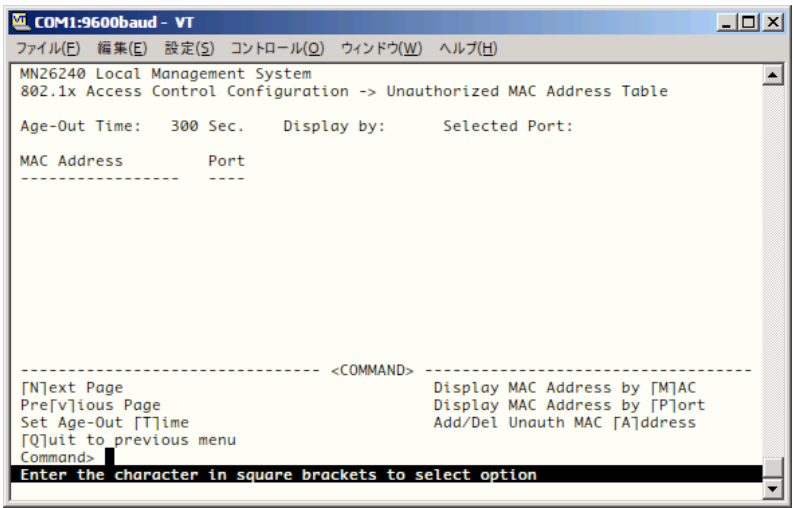 COM1:9600baud - VT
ファイル(F) 編集(E) 設定(S) コントロール(O) ウィンドウ(W) ヘルプ(H)
MN26240 Local Management System
802.1x Access Control Configuration -> Unauthorized MAC Address Table
Age-Out Time: 300 Sec. Display by: Selected Port:
MAC Address Port
----------------- ----
-------------------------------- <COMMAND> -----------------------------------
[N]ext Page Display MAC Address by [M]AC
Pre[v]ious Page Display MAC Address by [P]ort
Set Age-Out [T]ime Add/Del Unauth MAC [A]ddress
[Q]uit to previous menu
Command>
Enter the character in square brackets to select option